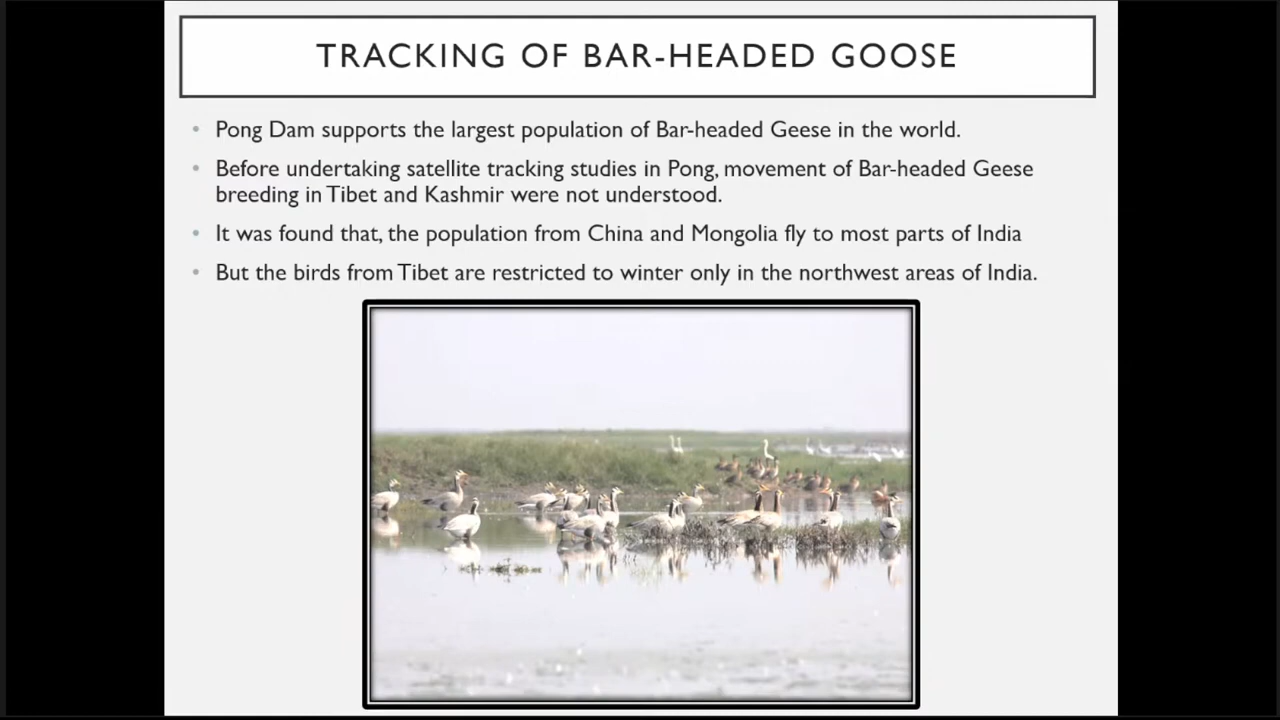 TRACKING OF BAR-HEADED GOOSE
• Pong Dam supports the largest population of Bar-headed Geese in the world.
• Before undertaking satellite tracking studies in Pong, movement of Bar-headed Geese
breeding in Tibet and Kashmir were not understood.
• It was found that, the population from China and Mongolia fly to most parts of India
• But the birds from Tibet are restricted to winter only in the northwest areas of India.